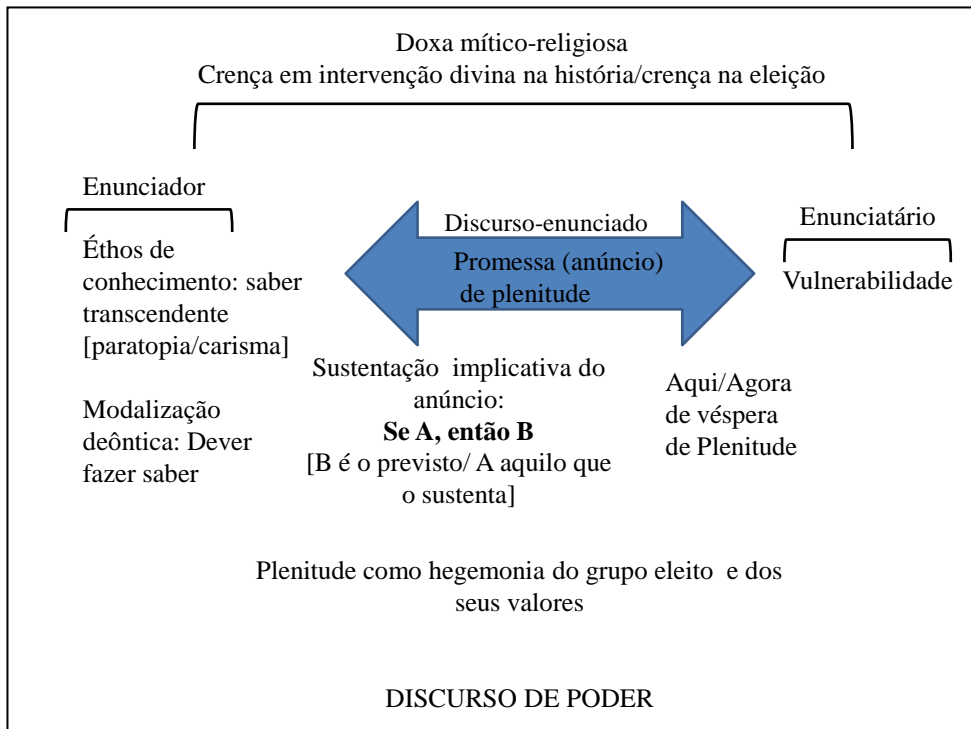 Doxa mítico-religiosa
Crença em intervenção divina na história/crença na eleição
Enunciador
Éthos de
conhecimento: saber
transcendente
[paratopia/carisma]
Modalização
deôntica: Dever
fazer saber
Discurso-enunciado
Promessa (anúncio)
de plenitude
Sustentação implicativa do
anúncio:
Se A, então B
[B é o previsto/ A aquilo que
o sustenta]
Enunciatário
Vulnerabilidade
Aqui/Agora
de véspera
de Plenitude
Plenitude como hegemonia do grupo eleito e dos
seus valores
DISCURSO DE PODER